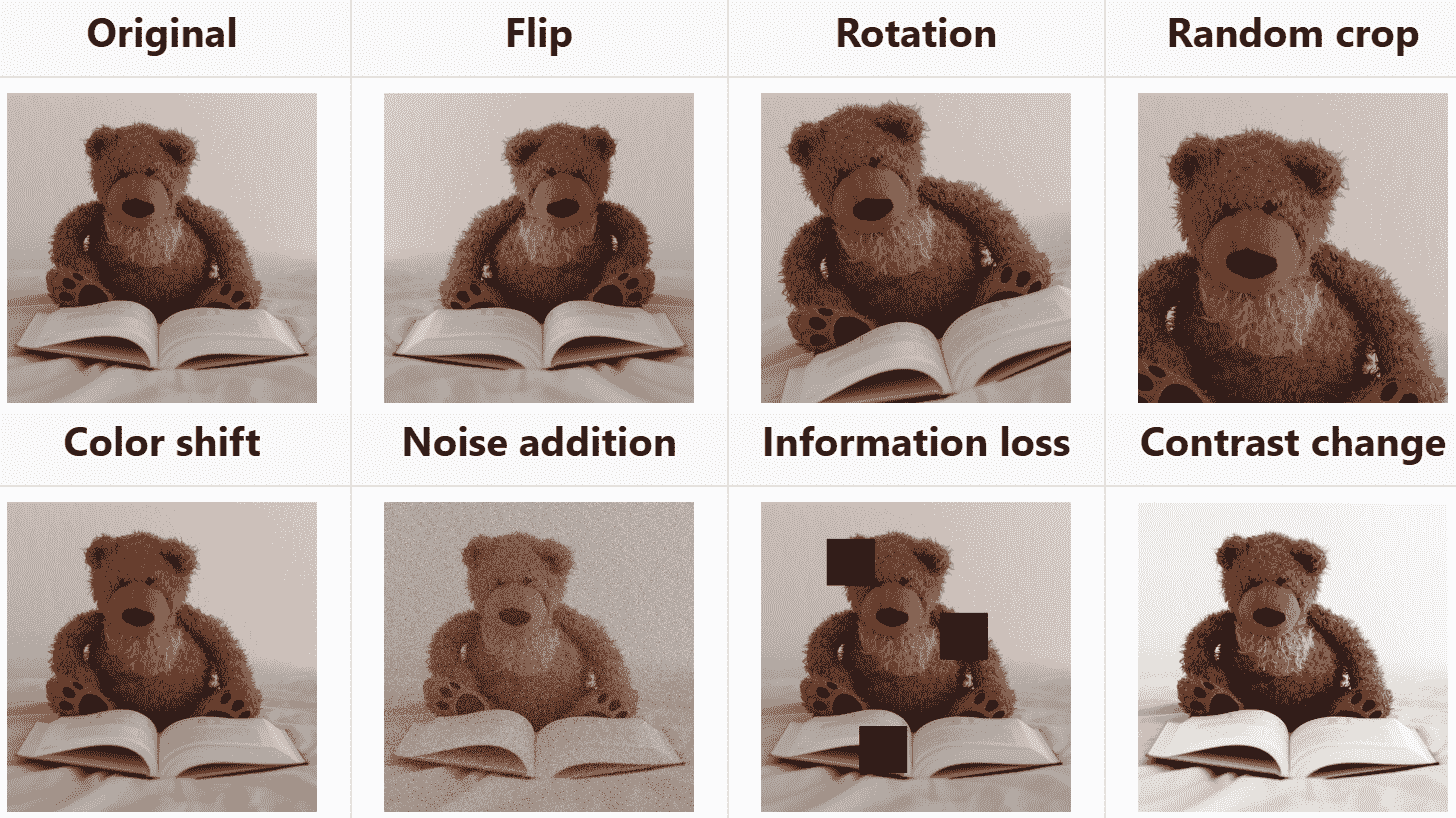 Original
Flip
Rotation
Random crop
Color shift
Noise addition
Information loss
Contrast change